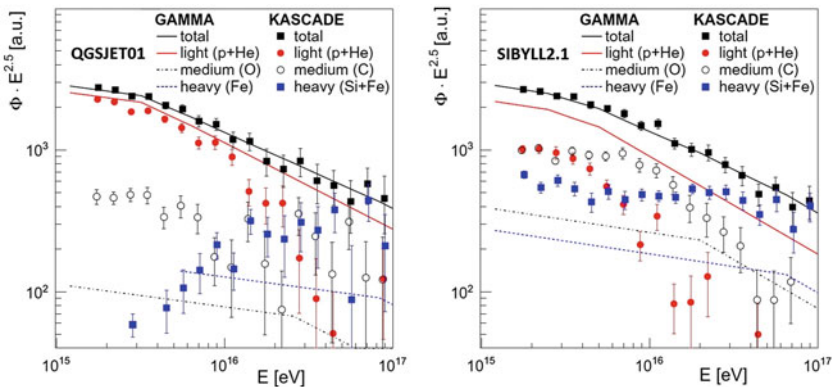 GAMMA KASCADE
QGSJET01
total total
light (p+He) light (p+He)
medium (O) medium (C)
heavy (Fe) heavy (Si+Fe)
Φ · E^2.5 [a.u.]
10^3
10^2
10^15 10^16 10^17
E [eV]
GAMMA KASCADE
SIBYLL2.1
total total
light (p+He) light (p+He)
medium (O) medium (C)
heavy (Fe) heavy (Si+Fe)
Φ · E^2.5 [a.u.]
10^3
10^2
10^15 10^16 10^17
E [eV]